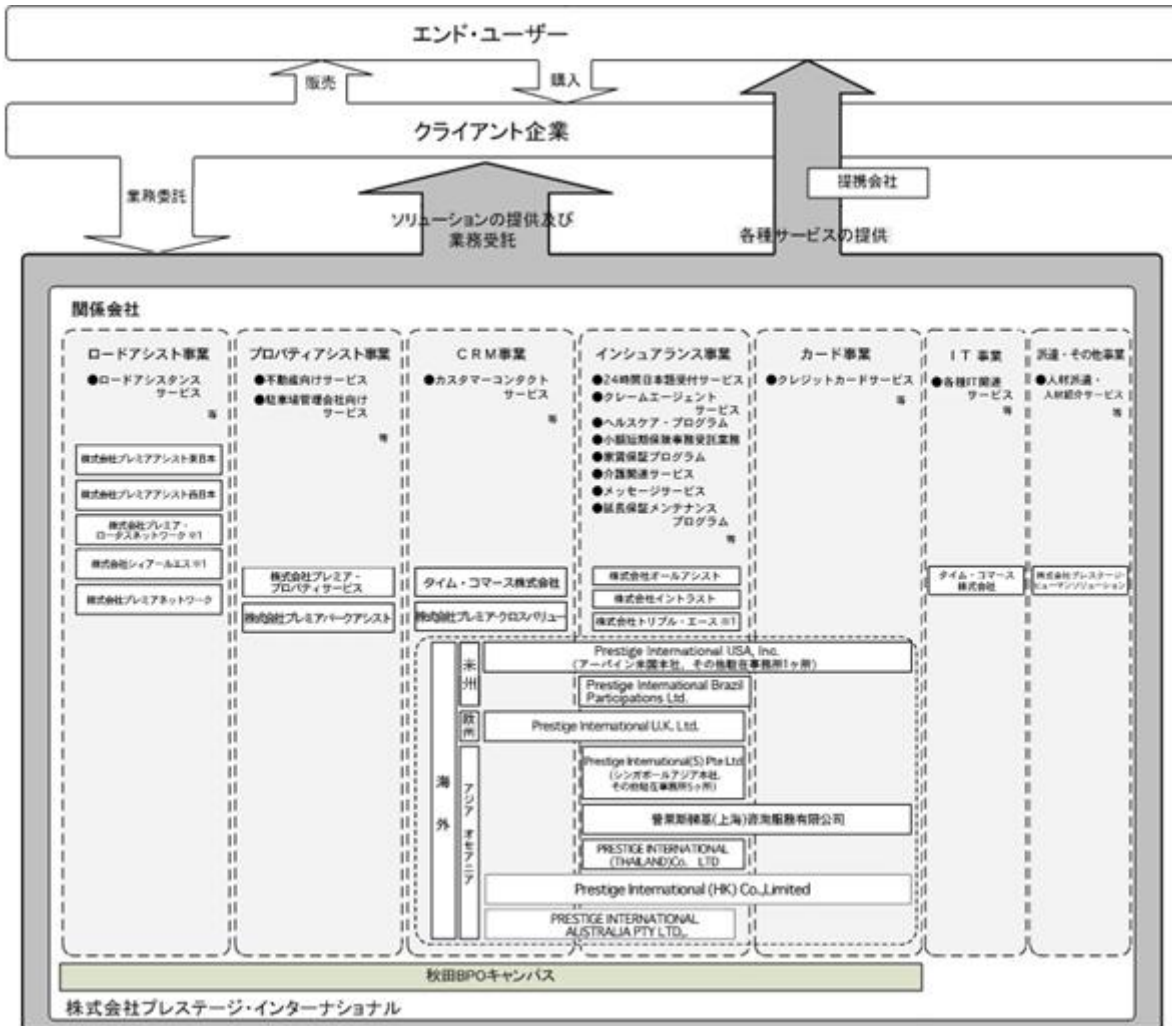 エンド・ユーザー
販売
購入
クライアント企業
業務委託
提携会社
ソリューションの提供及び
業務受託
各種サービスの提供
関係会社
ロードアシスト事業
●ロードアシスタンス
サービス
等
株式会社プレミアアシスト東日本
株式会社プレミアアシスト西日本
株式会社プレミア・
ロータスネットワーク ※1
株式会社シィアールエス ※1
株式会社プレミアネットワーク
プロパティアシスト事業
●不動産向けサービス
●駐車場管理会社向け
サービス
等
株式会社プレミア・
プロパティサービス
株式会社プレミアパークアシスト
CRM事業
●カスタマーコンタクト
サービス
等
タイム・コマース株式会社
株式会社プレミア・クロスバリュー
インシュアランス事業
●24時間日本語受付サービス
●クレームエージェント
サービス
●ヘルスケア・プログラム
●小額短期保険事務受託業務
●家賃保証プログラム
●介護関連サービス
●メッセージサービス
●延長保証メンテナンス
プログラム
等
株式会社オールアシスト
株式会社イントラスト
株式会社トリプル・エース ※1
カード事業
●クレジットカードサービス
等
IT事業
●各種IT関連
サービス
等
タイム・コマース
株式会社
派遣・その他事業
●人材派遣・
人材紹介サービス
等
株式会社プレステージ・
ヒューマンソリューション
海外
米州
Prestige International USA, Inc.
(アーバイン米国本社, その他駐在事務所1ヶ所)
Prestige International Brazil
Participations Ltd.
欧州
Prestige International U.K. Ltd.
アジア オセアニア
Prestige International(S) Pte Ltd
(シンガポールアジア本社,
その他駐在事務所5ヶ所)
(上海)咨询服務有限公司
PRESTIGE INTERNATIONAL
(THAILAND)Co. LTD
Prestige International (HK) Co.,Limited
PRESTIGE INTERNATIONAL
AUSTRALIA PTY LTD,.
秋田BPOキャンパス
株式会社プレステージ・インターナショナル